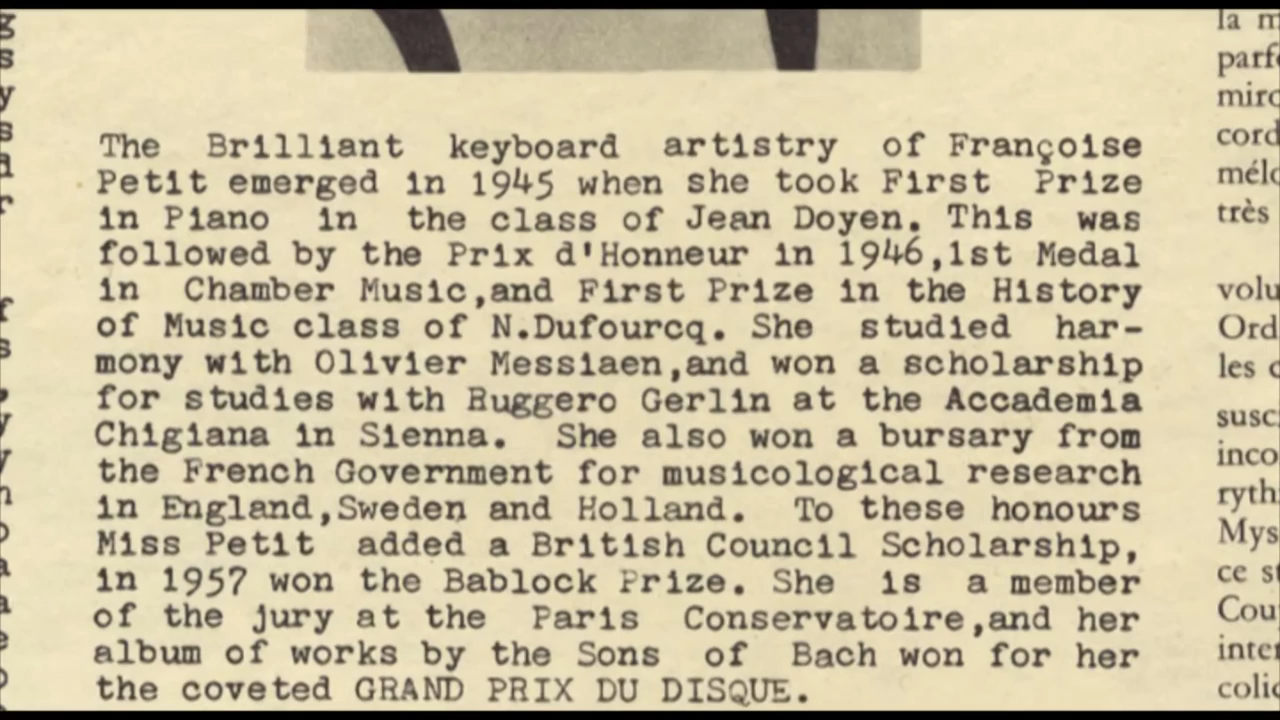 The Brilliant keyboard artistry of Françoise
Petit emerged in 1945 when she took First Prize
in Piano in the class of Jean Doyen. This was
followed by the Prix d'Honneur in 1946,1st Medal
in Chamber Music,and First Prize in the History
of Music class of N.Dufourcq. She studied har-
mony with Olivier Messiaen,and won a scholarship
for studies with Ruggero Gerlin at the Accademia
Chigiana in Sienna. She also won a bursary from
the French Government for musicological research
in England,Sweden and Holland. To these honours
Miss Petit added a British Council Scholarship,
in 1957 won the Bablock Prize. She is a member
of the jury at the Paris Conservatoire,and her
album of works by the Sons of Bach won for her
the coveted GRAND PRIX DU DISQUE.
la
très
les
ce